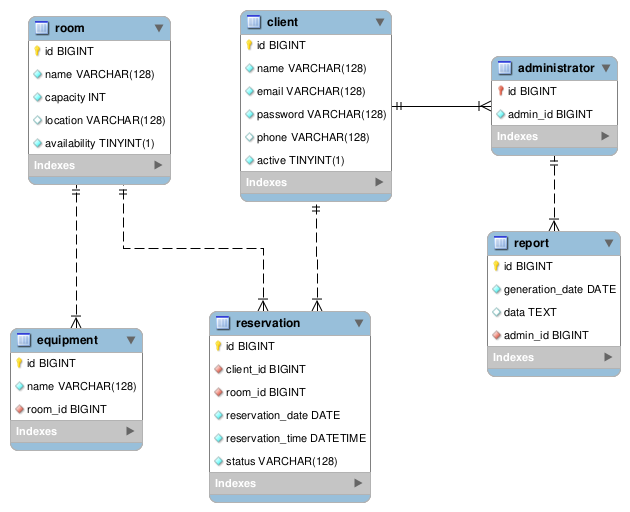 room
id BIGINT
name VARCHAR(128)
capacity INT
location VARCHAR(128)
availability TINYINT(1)
Indexes
client
id BIGINT
name VARCHAR(128)
email VARCHAR(128)
password VARCHAR(128)
phone VARCHAR(128)
active TINYINT(1)
Indexes
administrator
id BIGINT
admin_id BIGINT
Indexes
report
id BIGINT
generation_date DATE
data TEXT
admin_id BIGINT
Indexes
equipment
id BIGINT
name VARCHAR(128)
room_id BIGINT
Indexes
reservation
id BIGINT
client_id BIGINT
room_id BIGINT
reservation_date DATE
reservation_time DATETIME
status VARCHAR(128)
Indexes